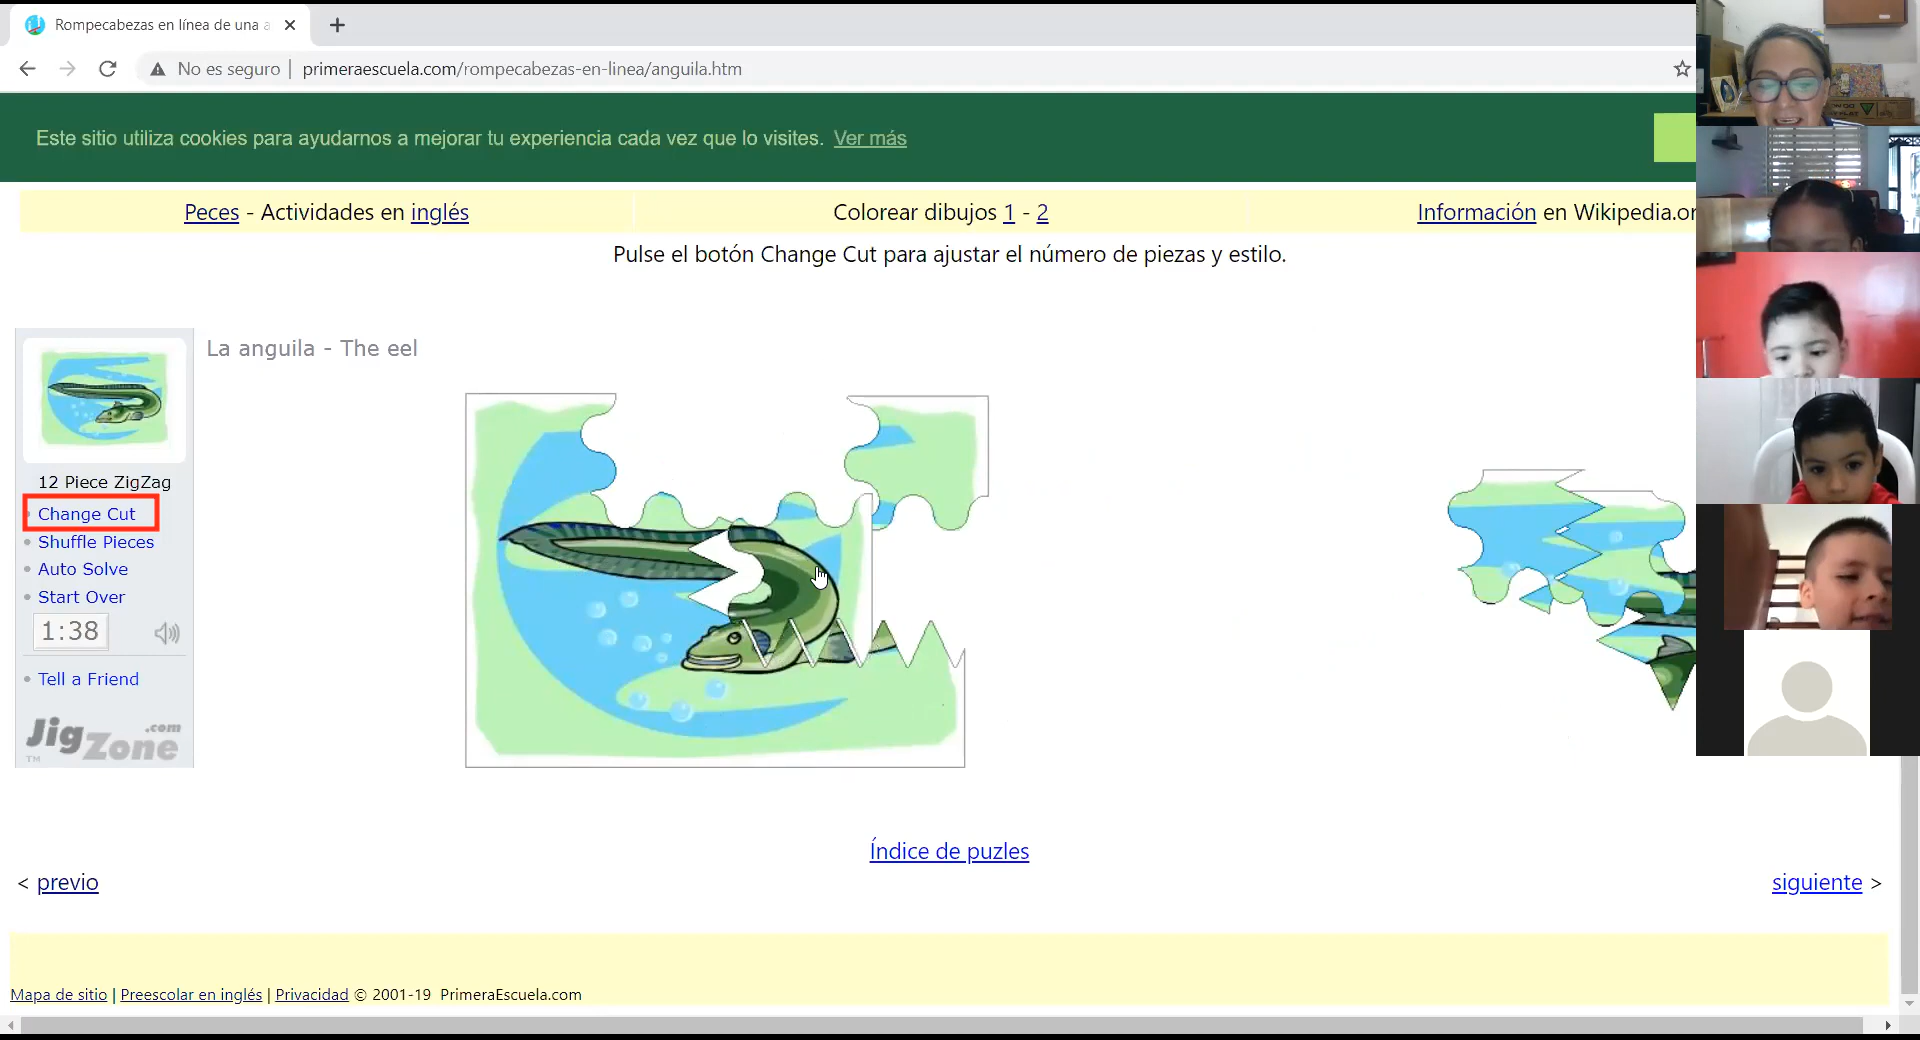 Rompecabezas en línea de una a
No es seguro | primeraescuela.com/rompecabezas-en-linea/anguila.htm
Este sitio utiliza cookies para ayudarnos a mejorar tu experiencia cada vez que lo visites. Ver más
Peces - Actividades en inglés Colorear dibujos 1 - 2 Información en Wikipedia.or
Pulse el botón Change Cut para ajustar el número de piezas y estilo.
La anguila - The eel
12 Piece ZigZag
Change Cut
Shuffle Pieces
Auto Solve
Start Over
1:38
Tell a Friend
JigZone.com
TM
Índice de puzles
< previo siguiente >
Mapa de sitio | Preescolar en inglés | Privacidad © 2001-19 PrimeraEscuela.com